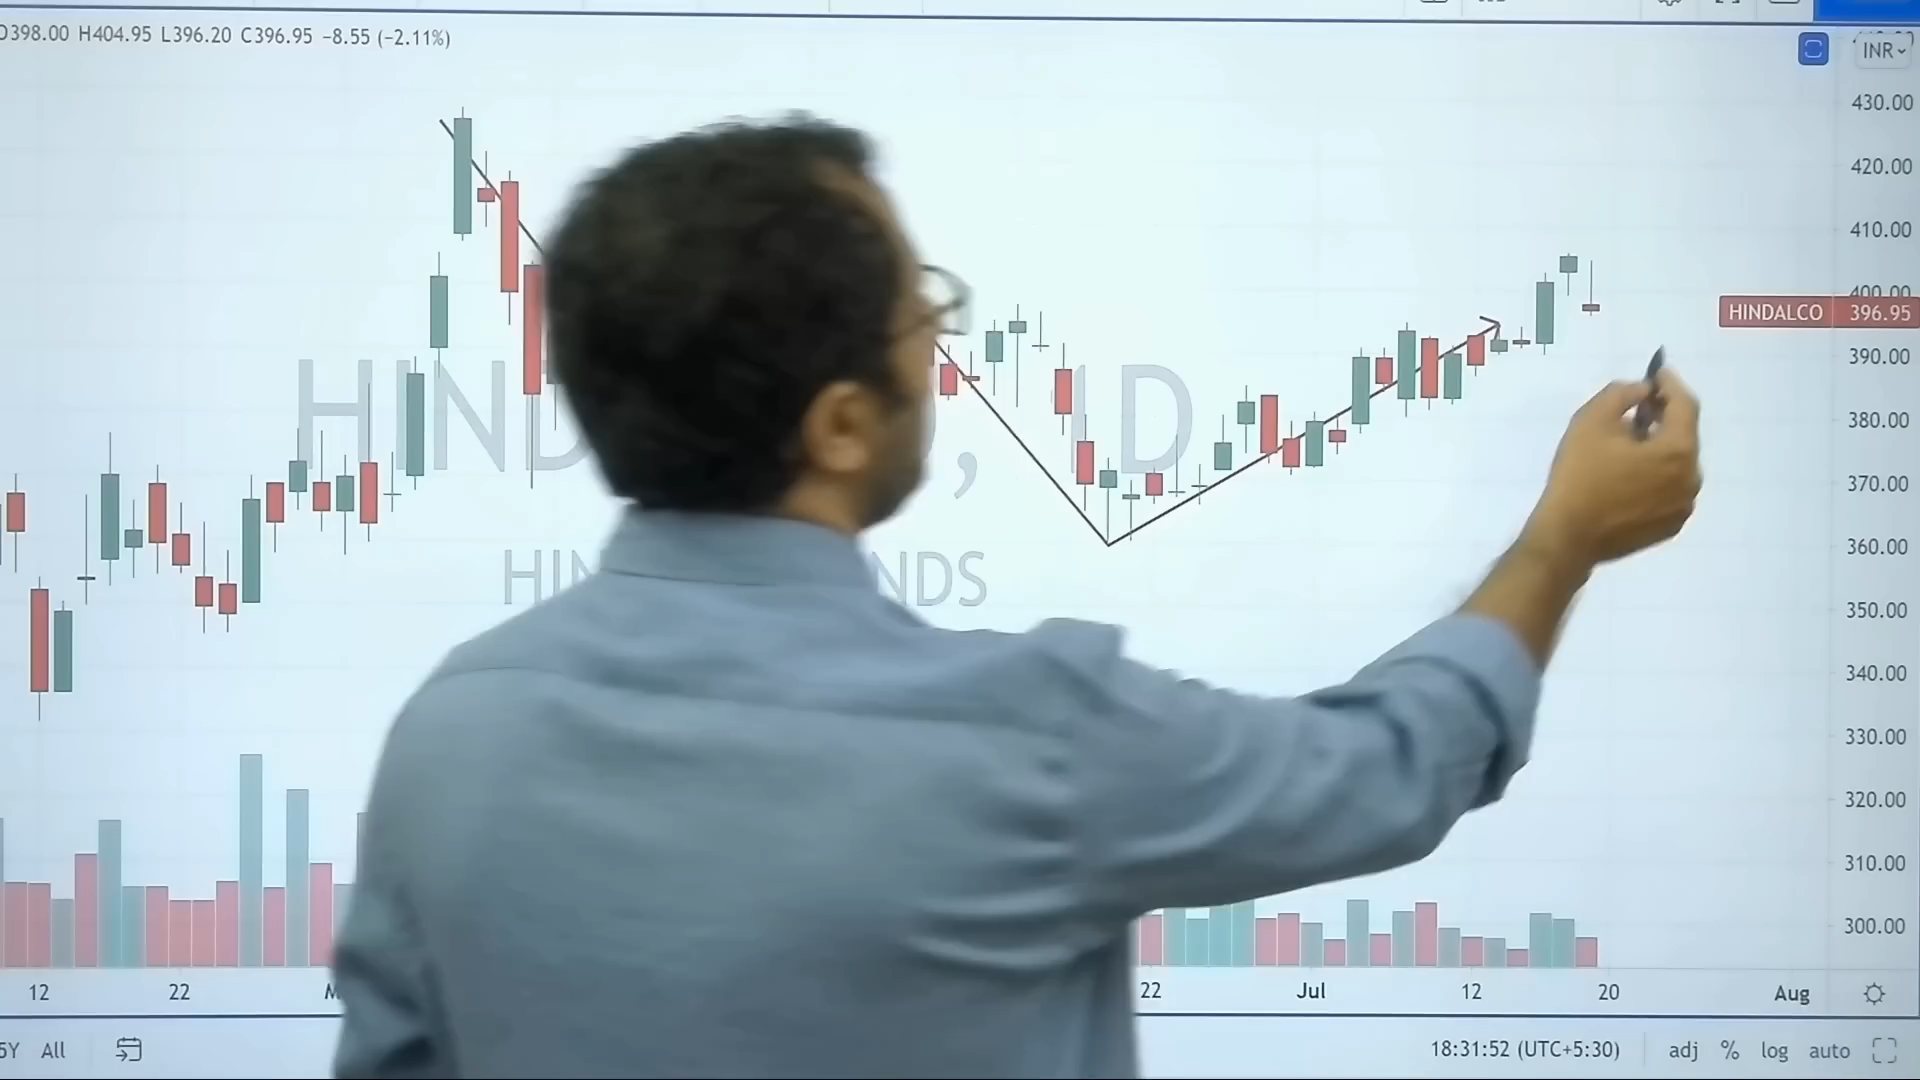 O398.00 H404.95 L396.20 C396.95 −8.55 (−2.11%)
INR
430.00
420.00
410.00
400.00
HINDALCO 396.95
390.00
380.00
370.00
360.00
350.00
340.00
330.00
320.00
310.00
300.00
HIND , 1D
HIN NDS
12 22 M 22 Jul 12 20 Aug
5Y All 18:31:52 (UTC+5:30) adj % log auto